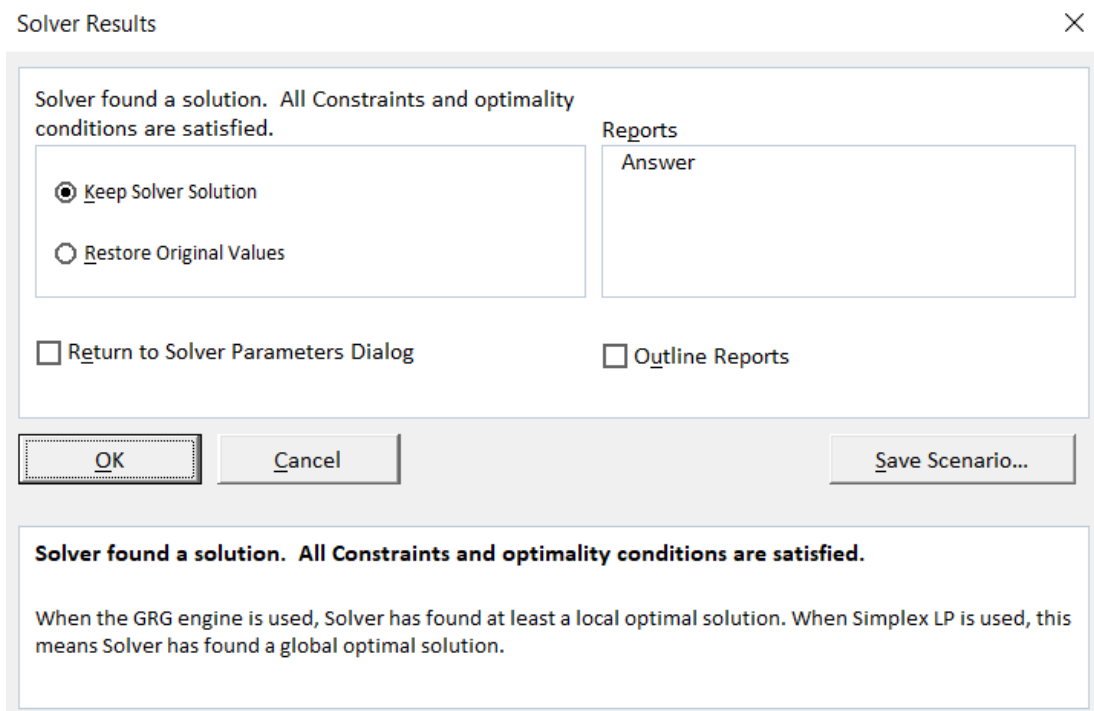 Solver Results
Solver found a solution.  All Constraints and optimality
conditions are satisfied.
Keep Solver Solution
Restore Original Values
Reports
Answer
Return to Solver Parameters Dialog
Outline Reports
OK
Cancel
Save Scenario...
Solver found a solution.  All Constraints and optimality conditions are satisfied.
When the GRG engine is used, Solver has found at least a local optimal solution. When Simplex LP is used, this
means Solver has found a global optimal solution.